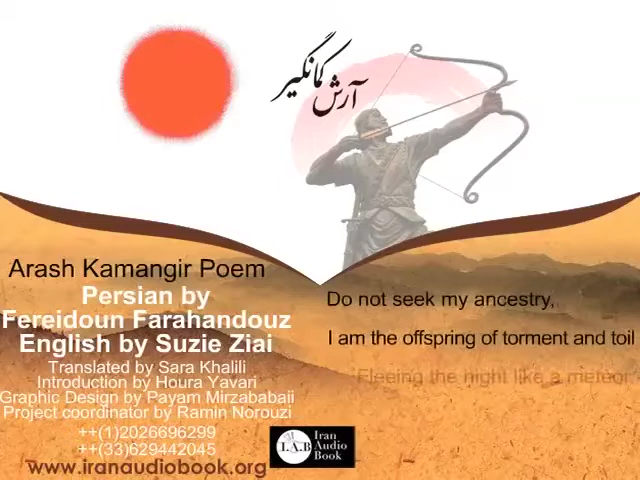 آرش کمانگیر
Arash Kamangir Poem
Persian by
Fereidoun Farahandouz
English by Suzie Ziai
Translated by Sara Khalili
Introduction by Houra Yavari
Graphic Design by Payam Mirzababaii
Project coordinator by Ramin Norouzi
++(1)2026696299
++(33)629442045
www.iranaudiobook.org
Do not seek my ancestry,
I am the offspring of torment and toil
Fleeing the night like a meteor
I.A.B
Iran
Audio
Book